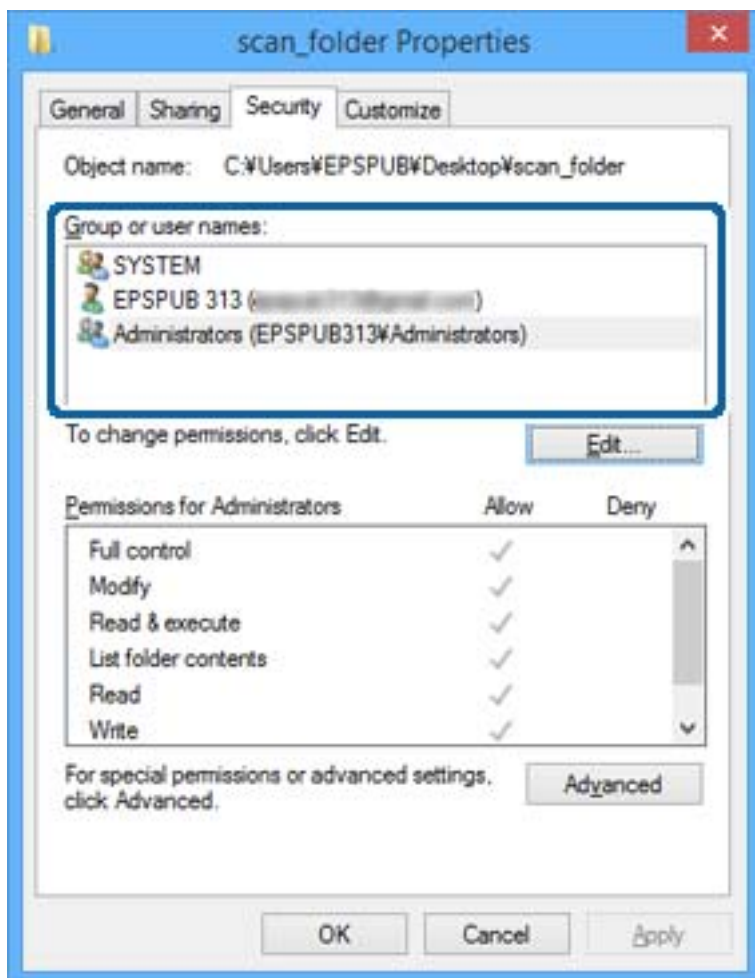 scan_folder Properties
General Sharing Security Customize
Object name: C:¥Users¥EPSPUB¥Desktop¥scan_folder
Group or user names:
SYSTEM
EPSPUB 313 ( )
Administrators (EPSPUB313¥Administrators)
To change permissions, click Edit.
Edit...
Permissions for Administrators Allow Deny
Full control
Modify
Read & execute
List folder contents
Read
Write
For special permissions or advanced settings,
click Advanced.
Advanced
OK Cancel Apply